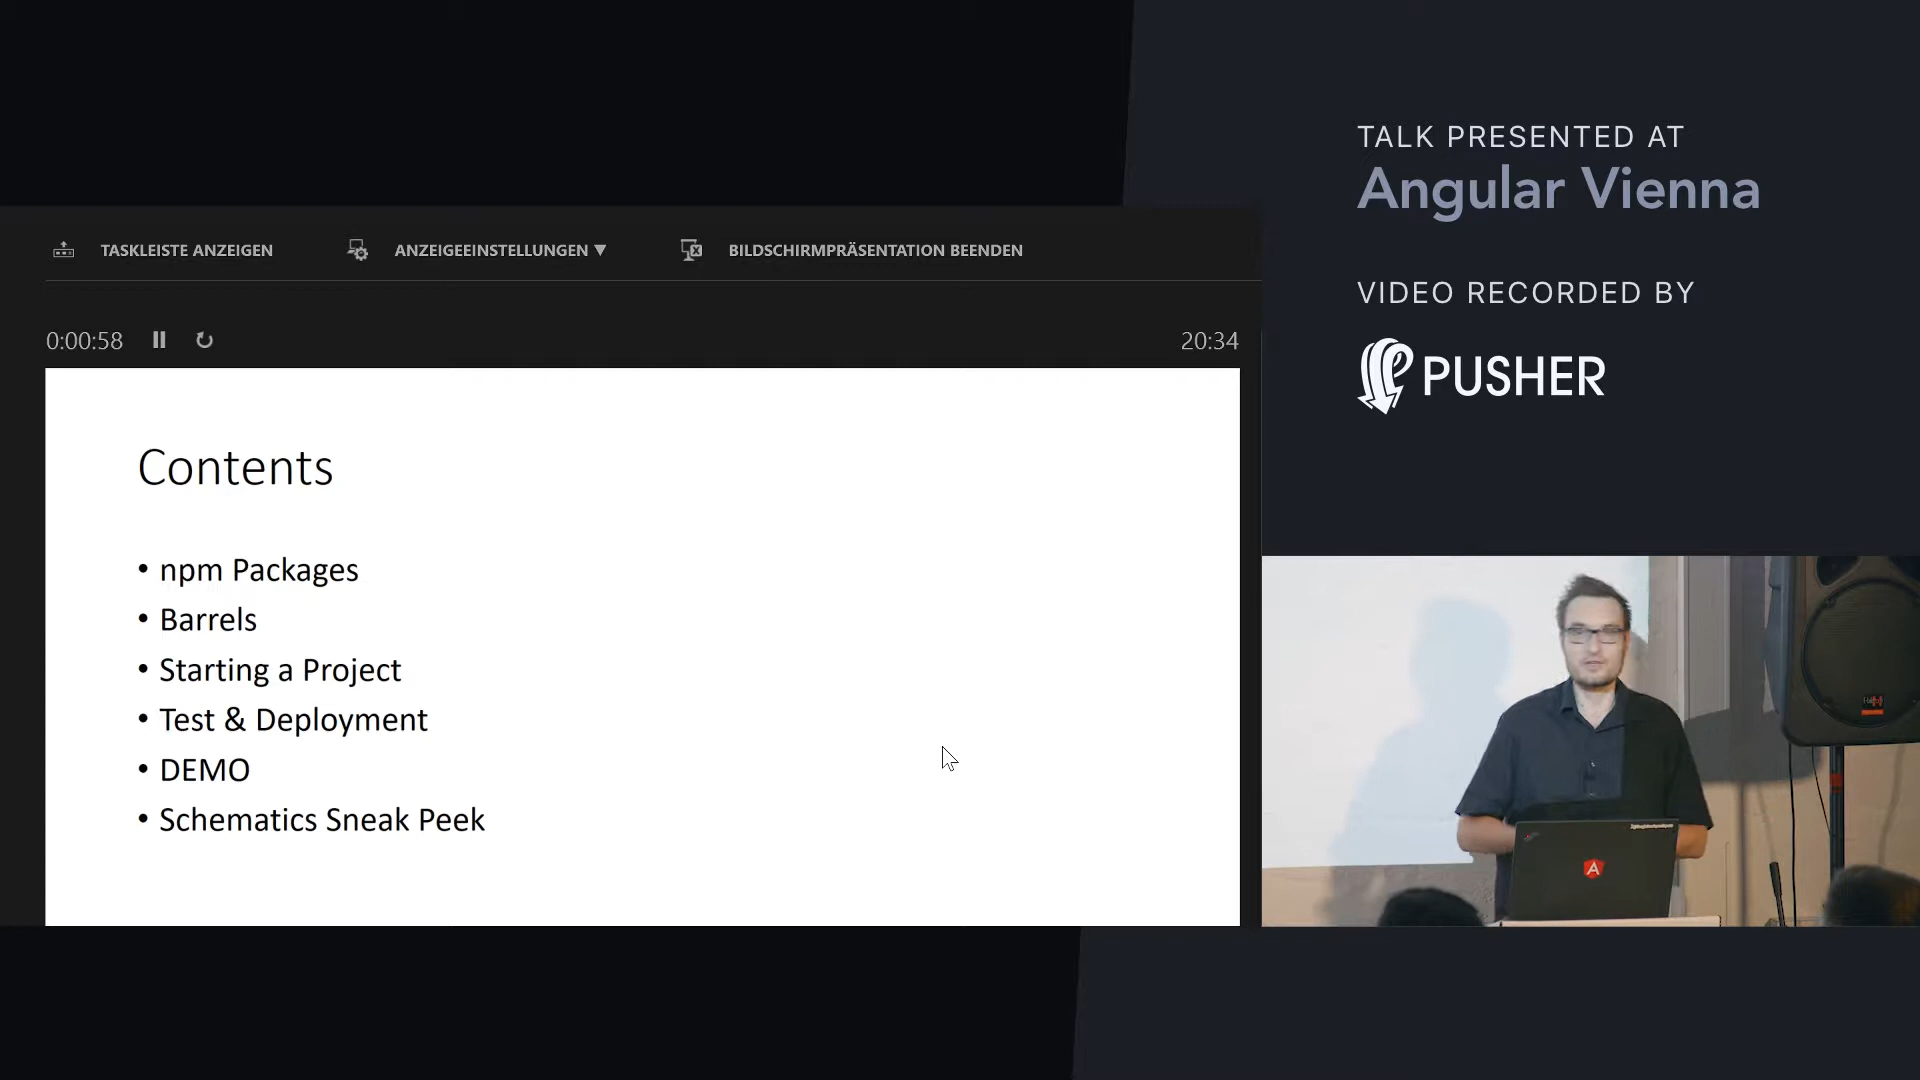 TALK PRESENTED AT
Angular Vienna
VIDEO RECORDED BY
PUSHER
TASKLEISTE ANZEIGEN ANZEIGEEINSTELLUNGEN ▼ BILDSCHIRMPRÄSENTATION BEENDEN
0:00:58 20:34
Contents
• npm Packages
• Barrels
• Starting a Project
• Test & Deployment
• DEMO
• Schematics Sneak Peek
A